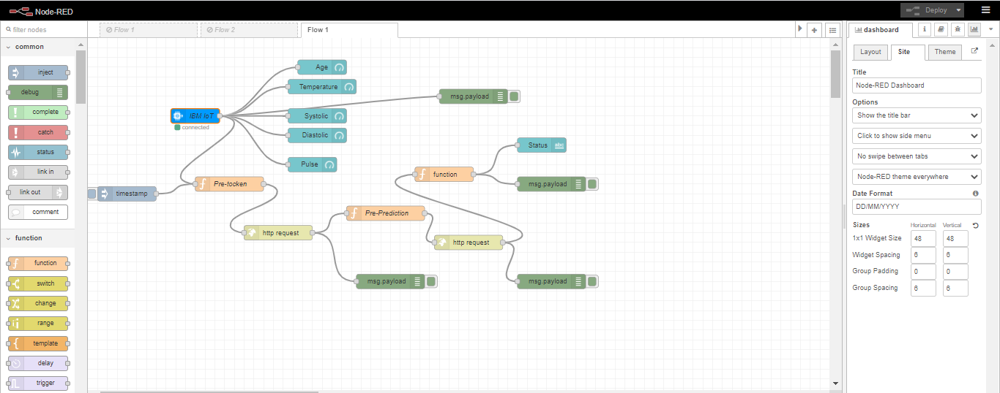 Node-RED
Deploy
filter nodes
Flow 1
Flow 2
Flow 1
dashboard
i
common
inject
debug
complete
catch
status
link in
link out
comment
function
function
switch
change
range
template
delay
trigger
Age
Temperature
msg.payload
IBM IoT
connected
Systolic
Diastolic
Status
abc
Pulse
function
Pre-tocken
msg.payload
timestamp
Pre-Prediction
http request
http request
msg.payload
msg.payload
Layout
Site
Theme
Title
Node-RED Dashboard
Options
Show the title bar
Click to show side menu
No swipe between tabs
Node-RED theme everywhere
Date Format
DD/MM/YYYY
Sizes Horizontal Vertical
1x1 Widget Size 48 48
Widget Spacing 6 6
Group Padding 0 0
Group Spacing 6 6